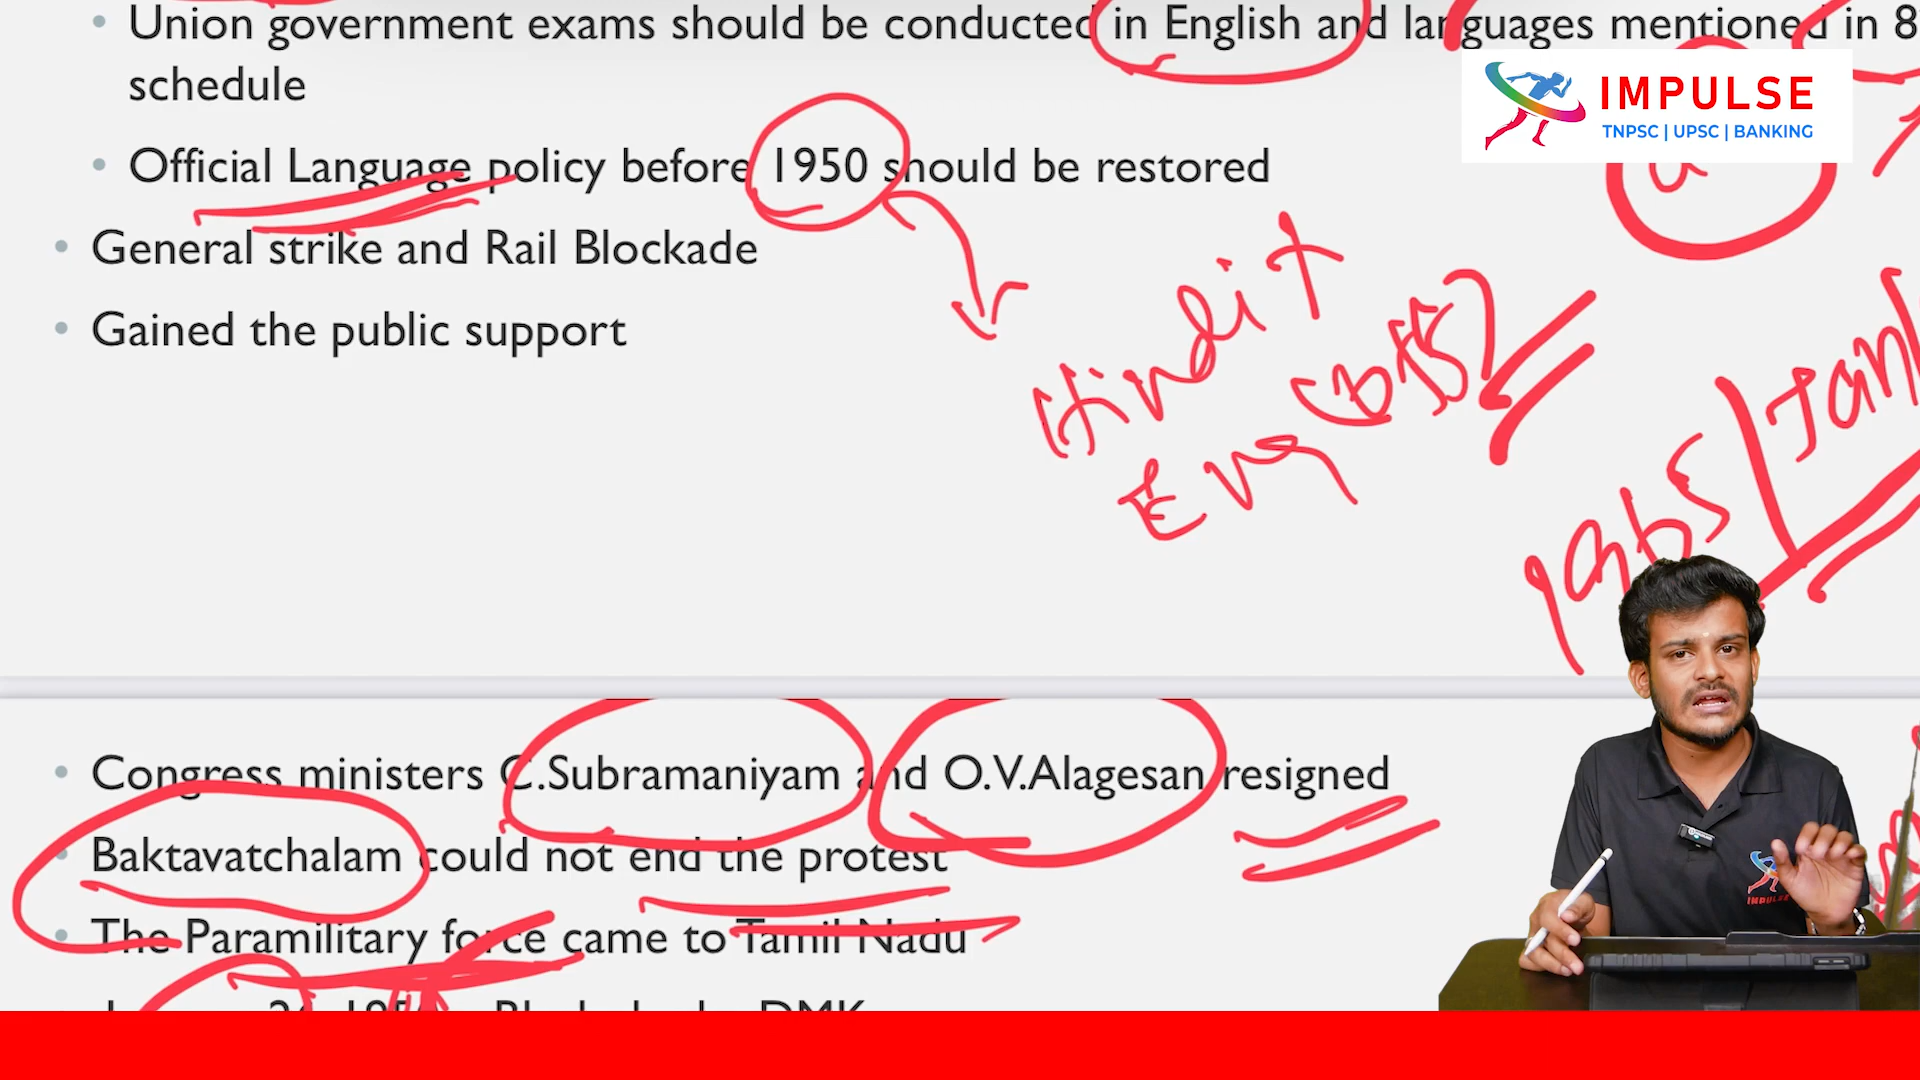 Union government exams should be conducted in English and languages mentioned in 8
schedule
IMPULSE
TNPSC | UPSC | BANKING
Official Language policy before 1950 should be restored
General strike and Rail Blockade
Gained the public support
Hindi +
Eng
1965 / Jan
Congress ministers C.Subramaniyam and O.V.Alagesan resigned
Baktavatchalam could not end the protest
The Paramilitary force came to Tamil Nadu
IMPULSE